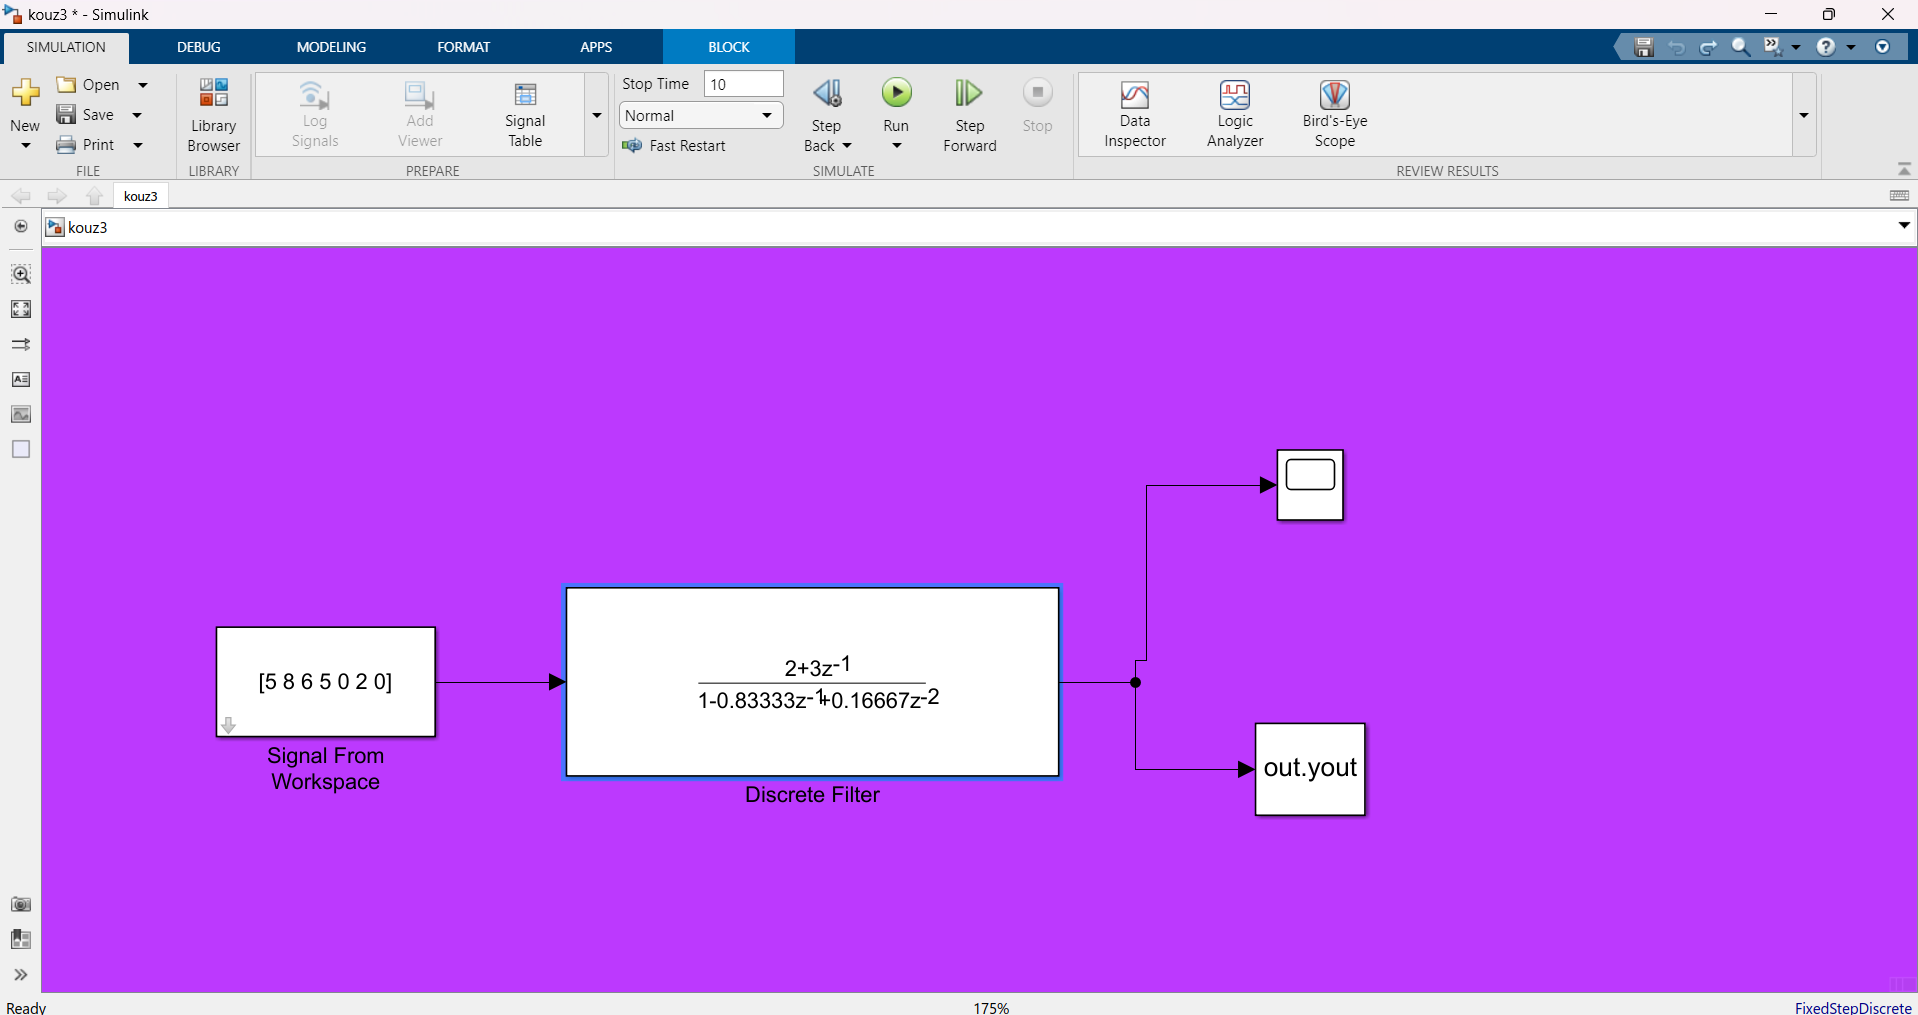 kouz3 * - Simulink
SIMULATION DEBUG MODELING FORMAT APPS BLOCK
New
Open
Save
Print
FILE
Library
Browser
LIBRARY
Log
Signals
Add
Viewer
Signal
Table
PREPARE
Stop Time 10
Normal
Fast Restart
Step
Back
Run
Step
Forward
Stop
SIMULATE
Data
Inspector
Logic
Analyzer
Bird's-Eye
Scope
REVIEW RESULTS
kouz3
kouz3
[5 8 6 5 0 2 0]
Signal From
Workspace
2+3z-1
1-0.83333z-1+0.16667z-2
Discrete Filter
out.yout
Ready 175% FixedStepDiscrete